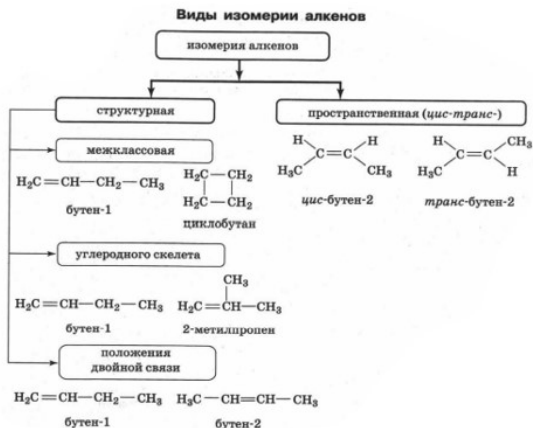 Виды изомерии алкенов
изомерия алкенов
структурная
пространственная (цис-транс-)
межклассовая
H₂C=CH—CH₂—CH₃
бутен-1
H₂C CH₂
H₂C CH₂
циклобутан
H H
C=C
H₃C CH₃
цис-бутен-2
H CH₃
C=C
H₃C H
транс-бутен-2
углеродного скелета
H₂C=CH—CH₂—CH₃
бутен-1
CH₃
H₂C=C—CH₃
2-метилпропен
положения
двойной связи
H₂C=CH—CH₂—CH₃
бутен-1
H₃C—CH=CH—CH₃
бутен-2